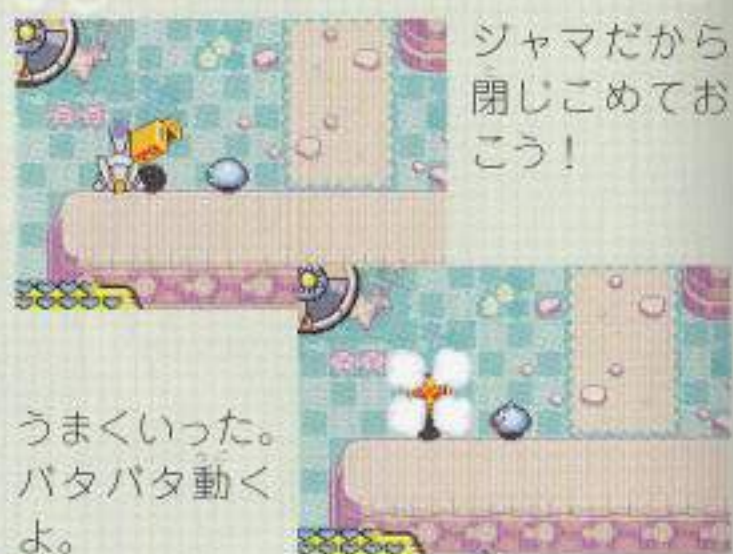 ジャマだから
閉じこめてお
こう！
うまくいった。
バタバタ動く
よ。